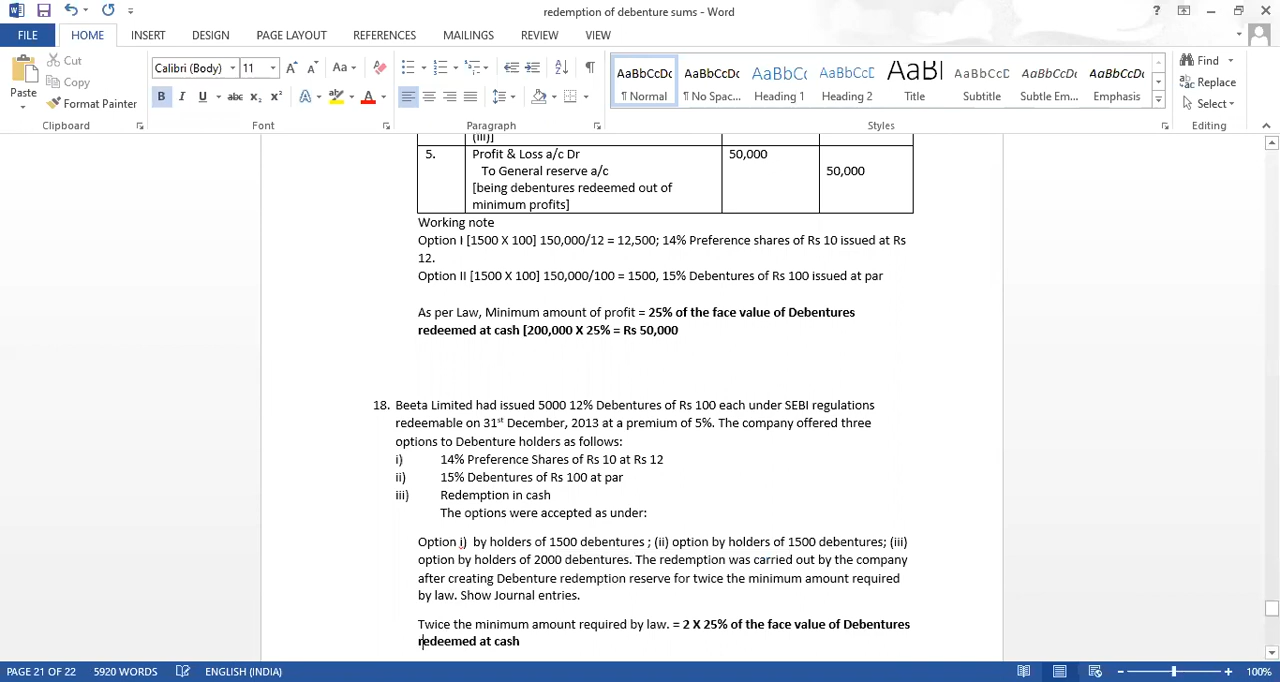 redemption of debenture sums - Word
FILE HOME INSERT DESIGN PAGE LAYOUT REFERENCES MAILINGS REVIEW VIEW
Cut
Copy
Format Painter
Paste
Calibri (Body) 11
AaBbCcDc AaBbCcDc AaBbCc AaBbCcE AaBl AaBbCcD AaBbCcDc AaBbCcDc
¶ Normal ¶ No Spac... Heading 1 Heading 2 Title Subtitle Subtle Em... Emphasis
Find
Replace
Select
Clipboard Font Paragraph Styles Editing
(iii)]
5. Profit & Loss a/c Dr 50,000
To General reserve a/c 50,000
[being debentures redeemed out of
minimum profits]
Working note
Option I [1500 X 100] 150,000/12 = 12,500; 14% Preference shares of Rs 10 issued at Rs
12.
Option II [1500 X 100] 150,000/100 = 1500, 15% Debentures of Rs 100 issued at par
As per Law, Minimum amount of profit = 25% of the face value of Debentures
redeemed at cash [200,000 X 25% = Rs 50,000
18. Beeta Limited had issued 5000 12% Debentures of Rs 100 each under SEBI regulations
redeemable on 31st December, 2013 at a premium of 5%. The company offered three
options to Debenture holders as follows:
i) 14% Preference Shares of Rs 10 at Rs 12
ii) 15% Debentures of Rs 100 at par
iii) Redemption in cash
The options were accepted as under:
Option i) by holders of 1500 debentures ; (ii) option by holders of 1500 debentures; (iii)
option by holders of 2000 debentures. The redemption was carried out by the company
after creating Debenture redemption reserve for twice the minimum amount required
by law. Show Journal entries.
Twice the minimum amount required by law. = 2 X 25% of the face value of Debentures
redeemed at cash
PAGE 21 OF 22 5920 WORDS ENGLISH (INDIA) 100%